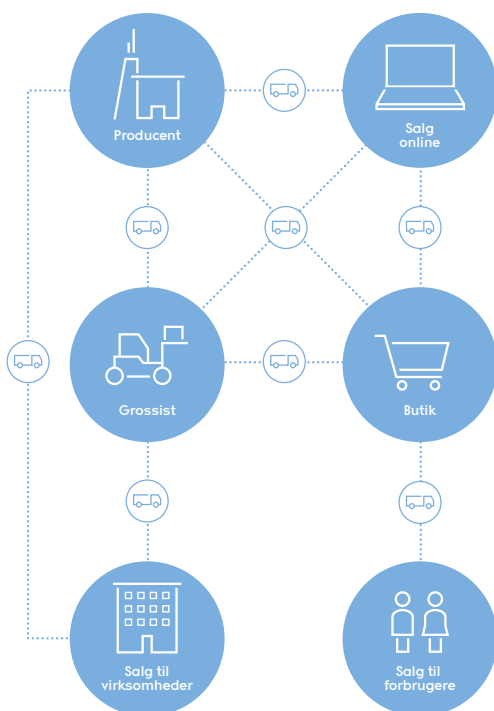 Producent
Salg
online
Grossist
Butik
Salg til
virksomheder
Salg til
forbrugere